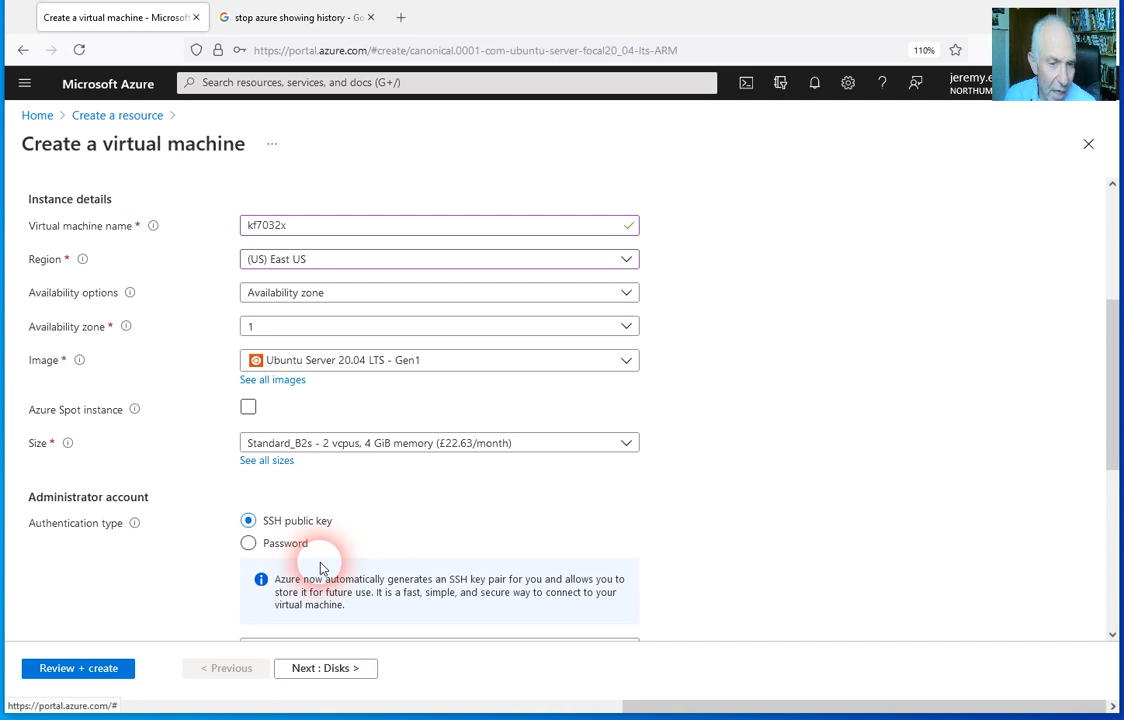 Create a virtual machine - Microsoft
stop azure showing history - Go
https://portal.azure.com/#create/canonical.0001-com-ubuntu-server-focal20_04-lts-ARM
110%
Microsoft Azure
Search resources, services, and docs (G+/)
jeremy.e
NORTHUM
Home > Create a resource >
Create a virtual machine ...
Instance details
Virtual machine name *
kf7032x
Region *
(US) East US
Availability options
Availability zone
Availability zone *
1
Image *
Ubuntu Server 20.04 LTS - Gen1
See all images
Azure Spot instance
Size *
Standard_B2s - 2 vcpus, 4 GiB memory (£22.63/month)
See all sizes
Administrator account
Authentication type
SSH public key
Password
Azure now automatically generates an SSH key pair for you and allows you to
store it for future use. It is a fast, simple, and secure way to connect to your
virtual machine.
Review + create
< Previous
Next : Disks >
https://portal.azure.com/#